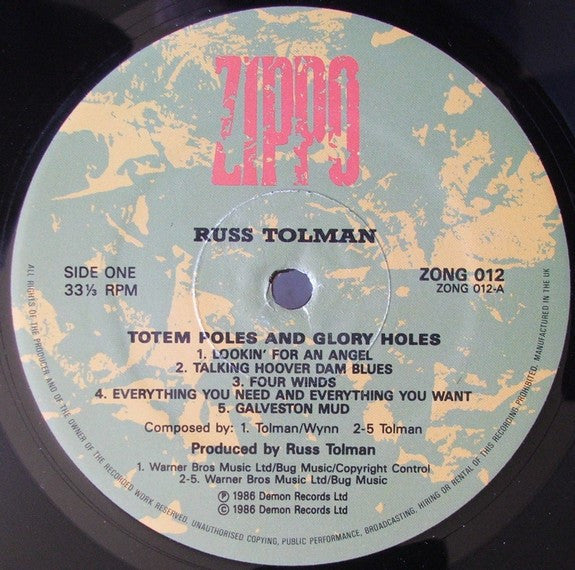 ZIPPO
RUSS TOLMAN
SIDE ONE
33⅓ RPM
ZONG 012
ZONG 012-A
TOTEM POLES AND GLORY HOLES
1. LOOKIN' FOR AN ANGEL
2. TALKING HOOVER DAM BLUES
3. FOUR WINDS
4. EVERYTHING YOU NEED AND EVERYTHING YOU WANT
5. GALVESTON MUD
Composed by: 1. Tolman/Wynn 2-5 Tolman
Produced by Russ Tolman
1. Warner Bros Music Ltd/Bug Music/Copyright Control
2-5. Warner Bros Music Ltd/Bug Music
℗ 1986 Demon Records Ltd
© 1986 Demon Records Ltd
ALL RIGHTS OF THE PRODUCER AND OF THE OWNER OF THE RECORDED WORK RESERVED. UNAUTHORISED COPYING, PUBLIC PERFORMANCE, BROADCASTING, HIRING OR RENTAL OF THIS RECORDING PROHIBITED. MANUFACTURED IN THE UK